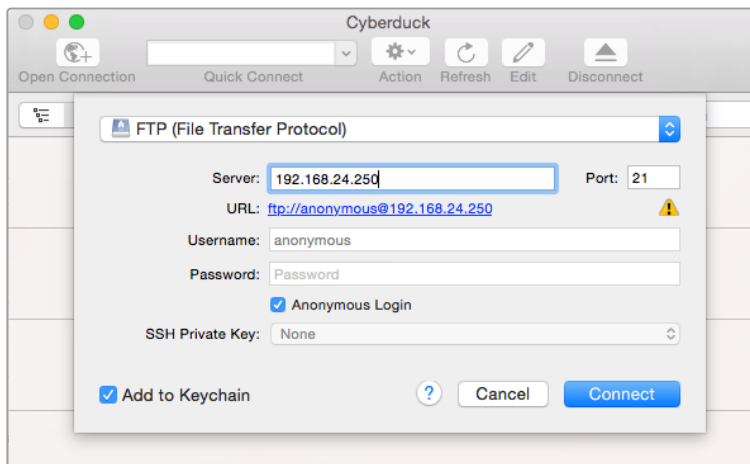 Cyberduck
Open Connection Quick Connect Action Refresh Edit Disconnect
FTP (File Transfer Protocol)
Server: 192.168.24.250 Port: 21
URL: ftp://anonymous@192.168.24.250
Username: anonymous
Password: Password
Anonymous Login
SSH Private Key: None
Add to Keychain ? Cancel Connect